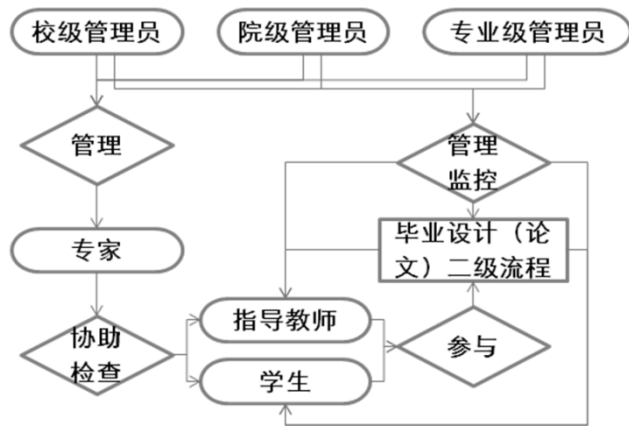 校级管理员
院级管理员
专业级管理员
管理
管理
监控
专家
毕业设计（论
文）二级流程
协助
检查
指导教师
学生
参与